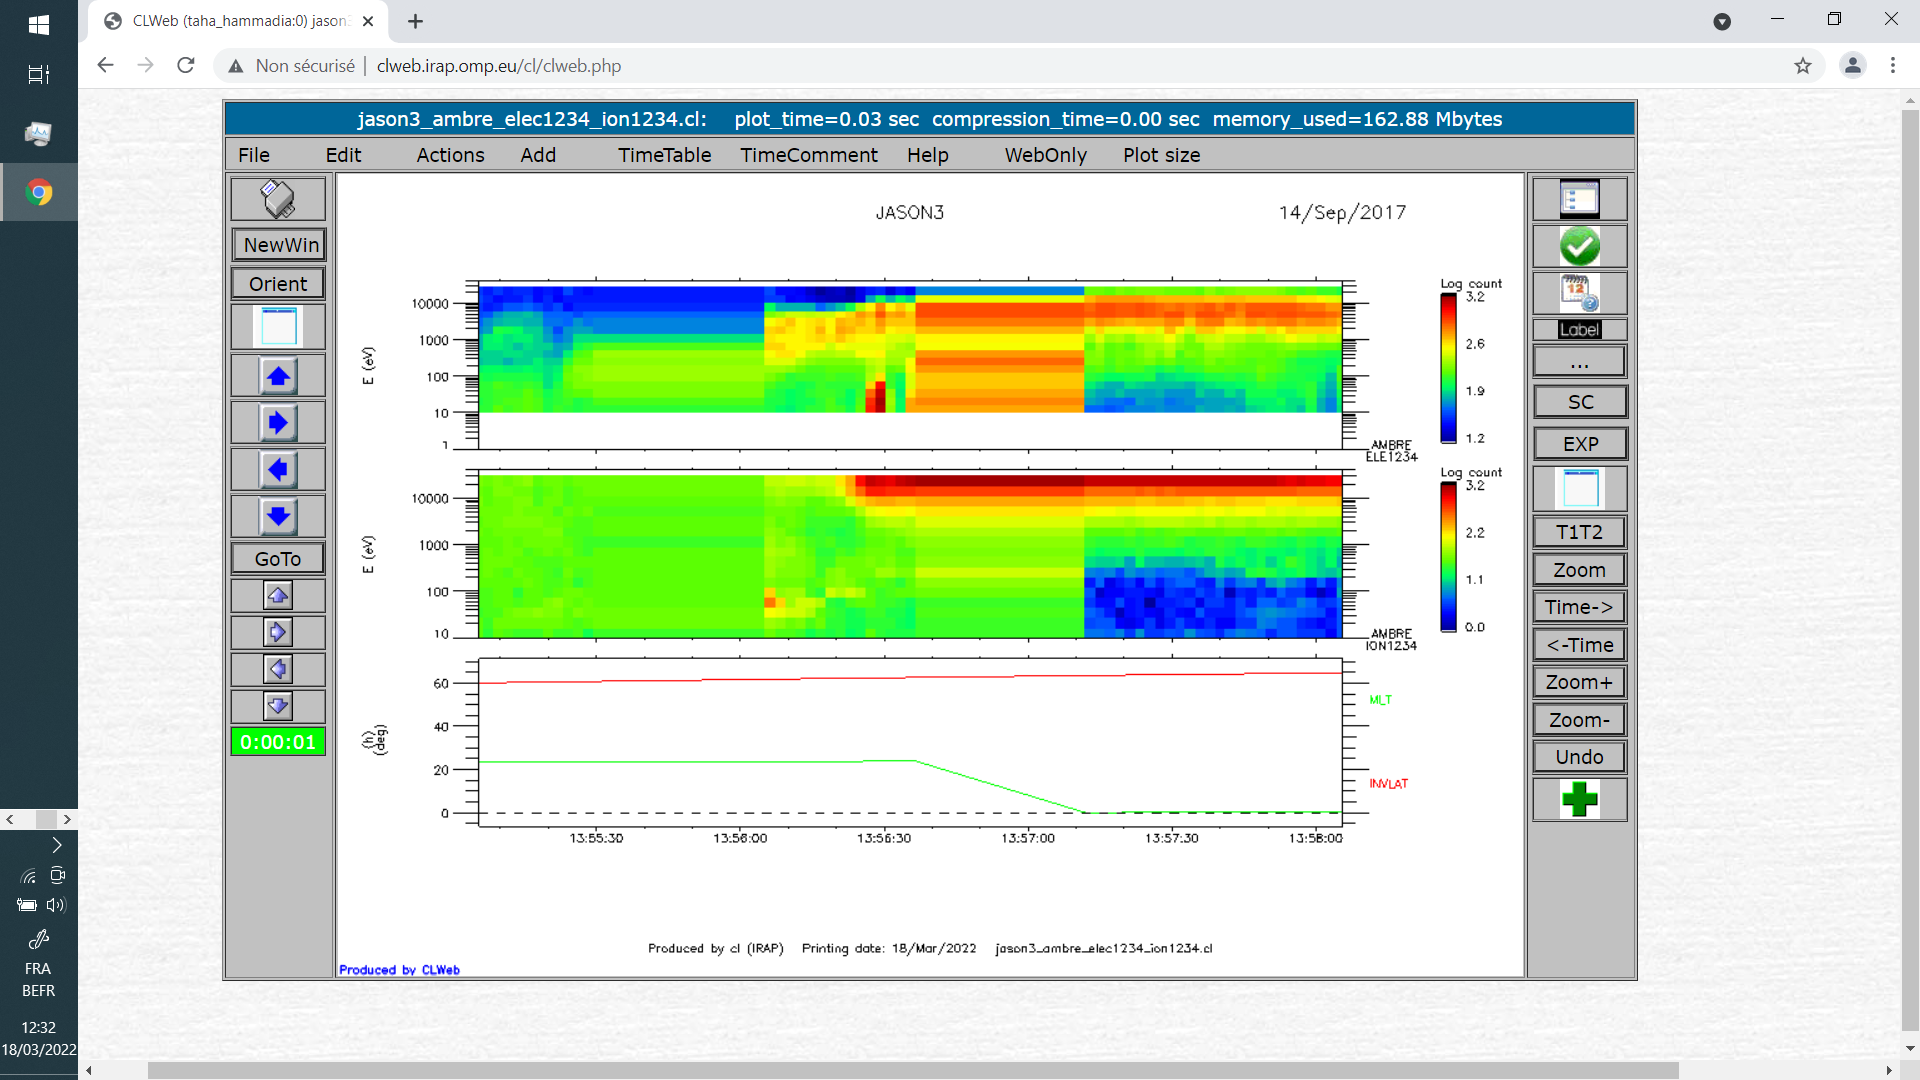 CLWeb (taha_hammadia:0) jason3
Non sécurisé | clweb.irap.omp.eu/cl/clweb.php
jason3_ambre_elec1234_ion1234.cl: plot_time=0.03 sec compression_time=0.00 sec memory_used=162.88 Mbytes
File Edit Actions Add TimeTable TimeComment Help WebOnly Plot size
NewWin
Orient
GoTo
0:00:01
JASON3 14/Sep/2017
10000
1000
100
10
1
E (eV)
AMBRE
ELE1234
Log count
3.2
2.6
1.9
1.2
10000
1000
100
10
E (eV)
AMBRE
ION1234
Log count
3.2
2.2
1.1
0.0
60
40
20
0
(h)
(deg)
MLT
INVLAT
13:55:30 13:56:00 13:56:30 13:57:00 13:57:30 13:58:00
Produced by cl (IRAP) Printing date: 18/Mar/2022 jason3_ambre_elec1234_ion1234.cl
Produced by CLWeb
12
Label
...
SC
EXP
T1T2
Zoom
Time->
<-Time
Zoom+
Zoom-
Undo
FRA
BEFR
12:32
18/03/2022